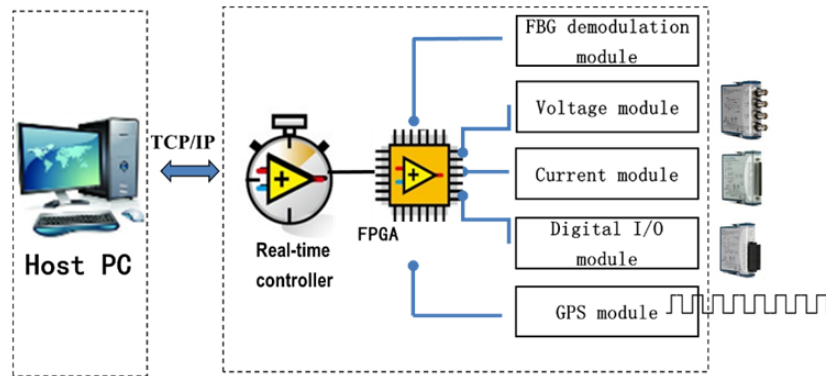 Host PC
TCP/IP
Real-time
controller
FPGA
FBG demodulation
module
Voltage module
Current module
Digital I/O
module
GPS module